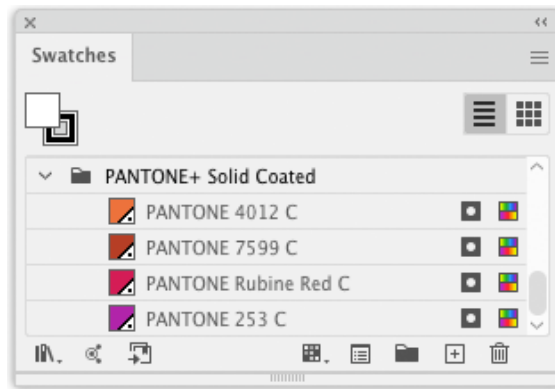 Swatches
PANTONE+ Solid Coated
PANTONE 4012 C
PANTONE 7599 C
PANTONE Rubine Red C
PANTONE 253 C